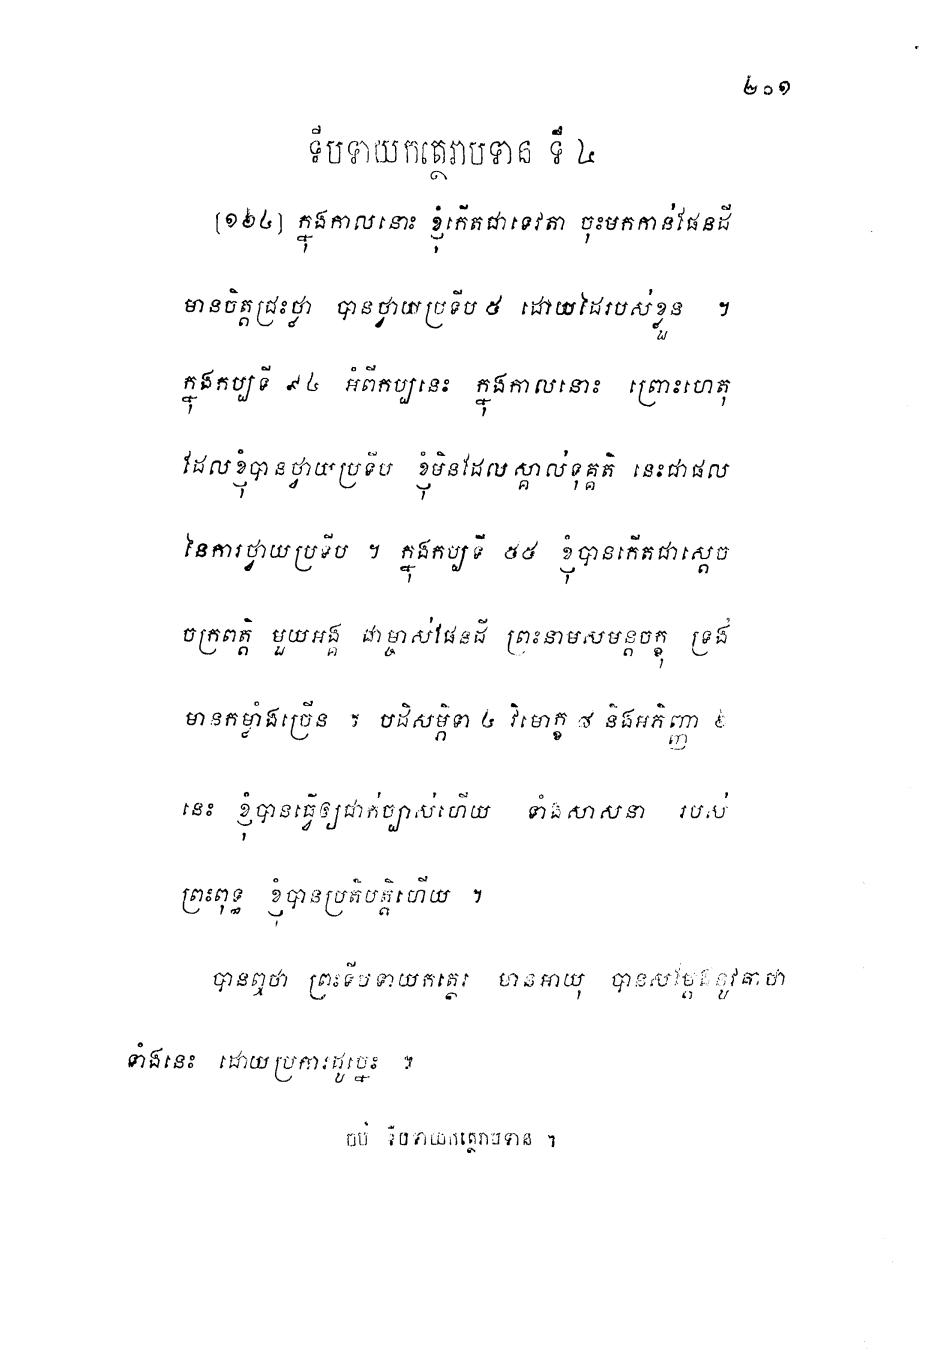 ២០១
ទីបទាយកត្ថេរាបទាន ទី ៤
[១៦៤] ក្នុងកាលនោះ ខ្ញុំកើតជាទេវតា ចុះមកកាន់ផែនដី
មានចិត្តជ្រះថ្លា បានថ្វាយប្រទីប ៥ ដោយដៃរបស់ខ្លួន ។
ក្នុងកប្បទី ៩៤ អំពីកប្បនេះ ក្នុងកាលនោះ ព្រោះហេតុ
ដែលខ្ញុំបានថ្វាយប្រទីប ខ្ញុំមិនដែលស្គាល់ទុគ្គតិ នេះជាផល
នៃការថ្វាយប្រទីប ។ ក្នុងកប្បទី ៥៥ ខ្ញុំបានកើតជាស្តេច
ចក្រពត្តិ មួយអង្គ ជាម្ចាស់ផែនដី ព្រះនាមសមន្តចក្ខុ ទ្រង់
មានកម្លាំងច្រើន ។ បដិសម្ភិទា ៤ វិមោក្ខ ៨ និងអភិញ្ញា ៦
នេះ ខ្ញុំបានធ្វើឲ្យជាក់ច្បាស់ហើយ ទាំងសាសនា របស់
ព្រះពុទ្ធ ខ្ញុំបានប្រតិបត្តិហើយ ។
បានឮថា ព្រះទីបទាយកត្ថេរ មានអាយុ បានសម្តែងនូវគាថា
ទាំងនេះ ដោយប្រការដូច្នេះ ។
ចប់ ទីបទាយកត្ថេរាបទាន ។